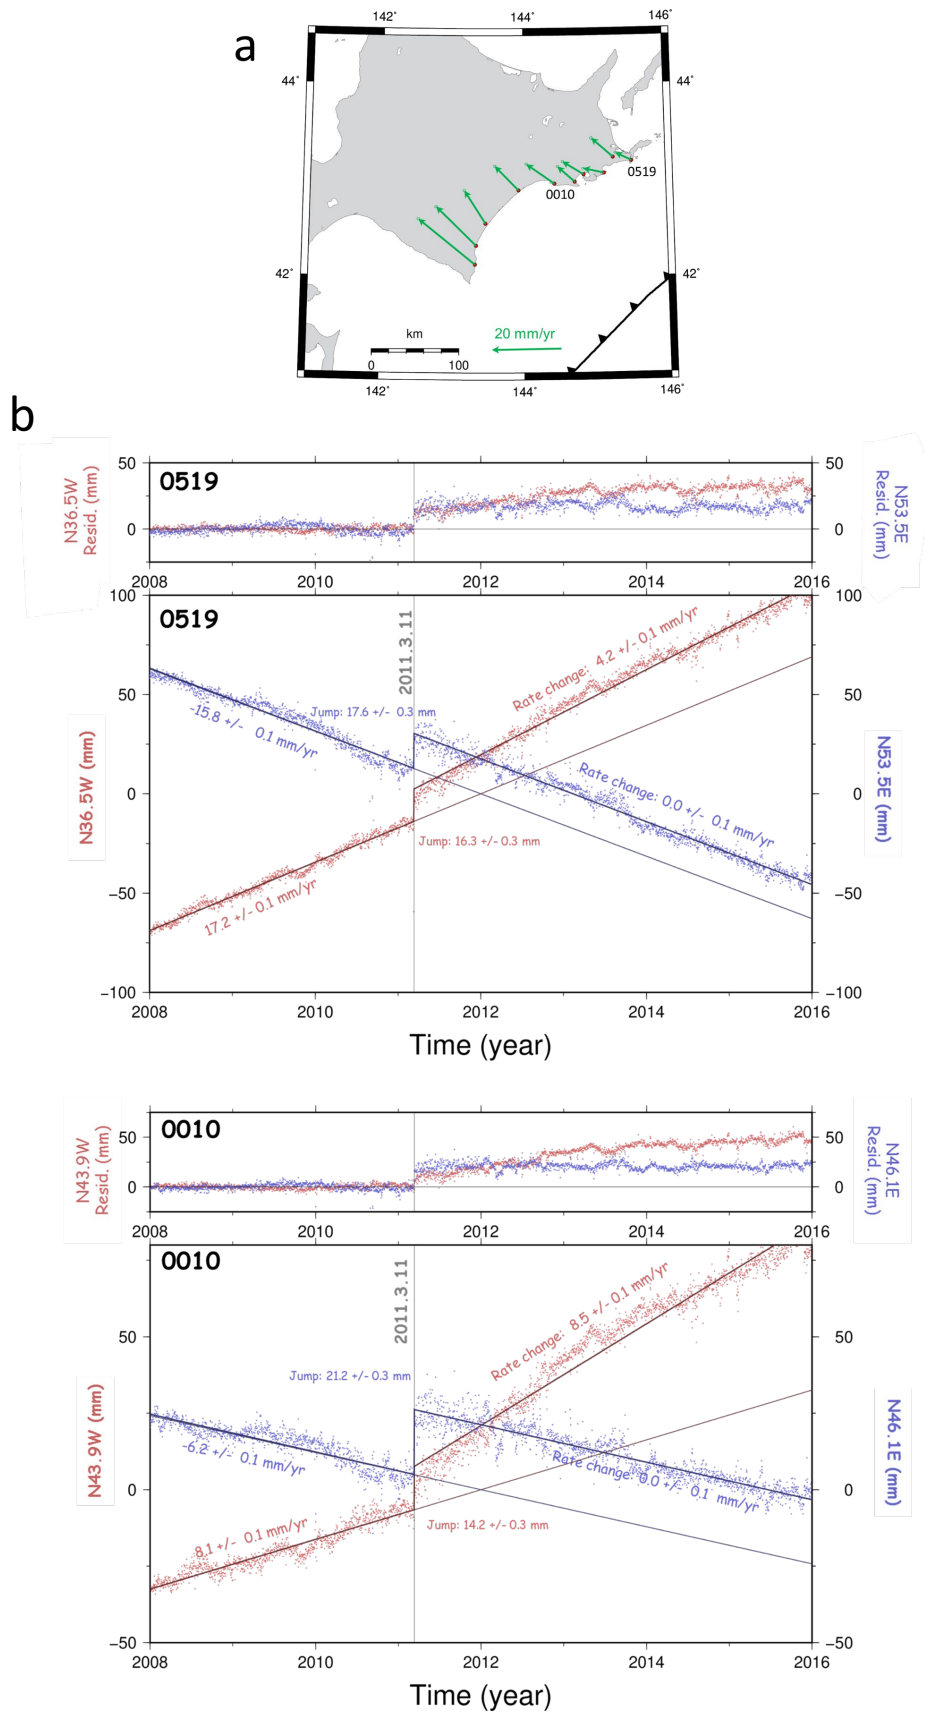 a
142° 144° 146°
44° 44°
0519
0010
42° 42°
20 mm/yr
km
0 100
142° 144° 146°
b
N36.5W
Resid. (mm)
50 50
0519
0 0
N53.5E
Resid. (mm)
2008 2010 2012 2014 2016
100 100
0519
2011.3.11
Rate change: 4.2 +/- 0.1 mm/yr
50 50
Jump: 17.6 +/- 0.3 mm
-15.8 +/- 0.1 mm/yr
N36.5W (mm)
N53.5E (mm)
0 0
Rate change: 0.0 +/- 0.1 mm/yr
Jump: 16.3 +/- 0.3 mm
−50 −50
17.2 +/- 0.1 mm/yr
−100 −100
2008 2010 2012 2014 2016
Time (year)
N43.9W
Resid. (mm)
0010
50 50
0 0
N46.1E
Resid. (mm)
2008 2010 2012 2014 2016
0010
2011.3.11
Rate change: 8.5 +/- 0.1 mm/yr
50 50
Jump: 21.2 +/- 0.3 mm
N43.9W (mm)
N46.1E (mm)
-6.2 +/- 0.1 mm/yr
Rate change: 0.0 +/- 0.1 mm/yr
0 0
Jump: 14.2 +/- 0.3 mm
8.1 +/- 0.1 mm/yr
−50 −50
2008 2010 2012 2014 2016
Time (year)